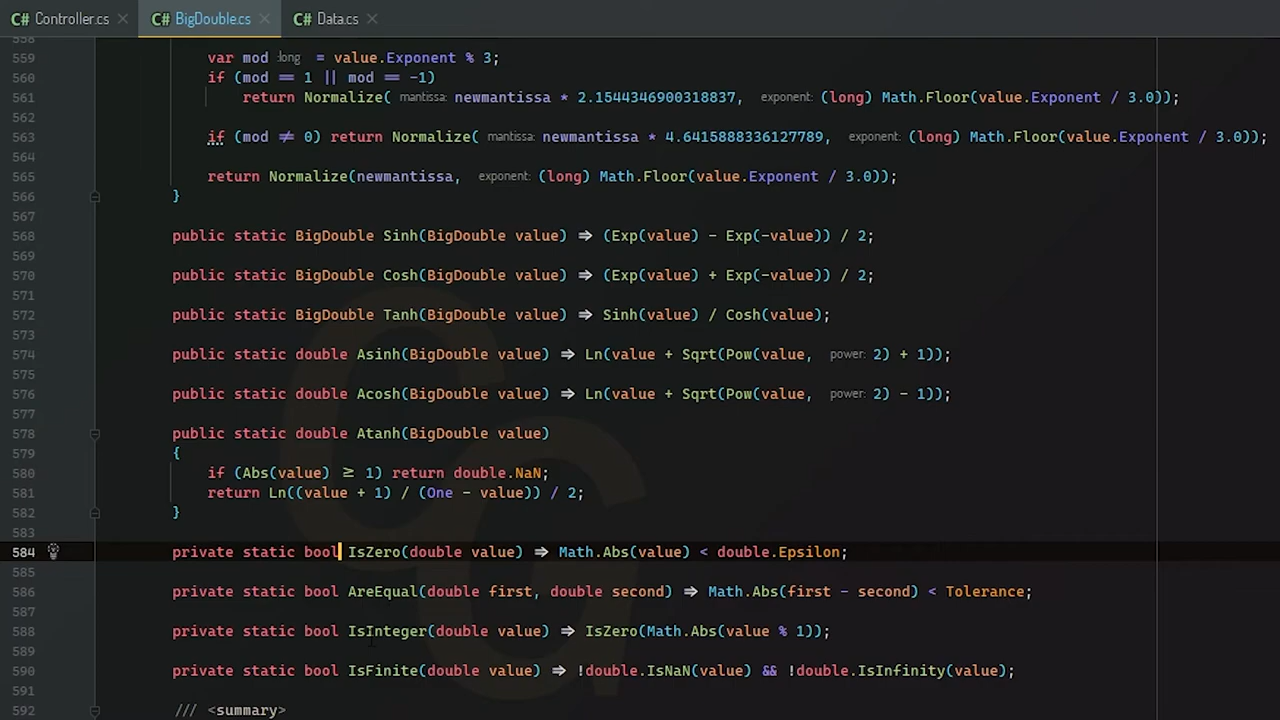 C# Controller.cs × C# BigDouble.cs × C# Data.cs ×
558
559 var mod :long = value.Exponent % 3;
560 if (mod == 1 || mod == -1)
561 return Normalize( mantissa: newmantissa * 2.1544346900318837, exponent: (long) Math.Floor(value.Exponent / 3.0));
562
563 if (mod ≠ 0) return Normalize( mantissa: newmantissa * 4.6415888336127789, exponent: (long) Math.Floor(value.Exponent / 3.0));
564
565 return Normalize(newmantissa, exponent: (long) Math.Floor(value.Exponent / 3.0));
566 }
567
568 public static BigDouble Sinh(BigDouble value) ⇒ (Exp(value) - Exp(-value)) / 2;
569
570 public static BigDouble Cosh(BigDouble value) ⇒ (Exp(value) + Exp(-value)) / 2;
571
572 public static BigDouble Tanh(BigDouble value) ⇒ Sinh(value) / Cosh(value);
573
574 public static double Asinh(BigDouble value) ⇒ Ln(value + Sqrt(Pow(value, power: 2) + 1));
575
576 public static double Acosh(BigDouble value) ⇒ Ln(value + Sqrt(Pow(value, power: 2) - 1));
577
578 public static double Atanh(BigDouble value)
579 {
580 if (Abs(value) ≥ 1) return double.NaN;
581 return Ln((value + 1) / (One - value)) / 2;
582 }
583
584 private static bool IsZero(double value) ⇒ Math.Abs(value) < double.Epsilon;
585
586 private static bool AreEqual(double first, double second) ⇒ Math.Abs(first - second) < Tolerance;
587
588 private static bool IsInteger(double value) ⇒ IsZero(Math.Abs(value % 1));
589
590 private static bool IsFinite(double value) ⇒ !double.IsNaN(value) && !double.IsInfinity(value);
591
592 /// <summary>